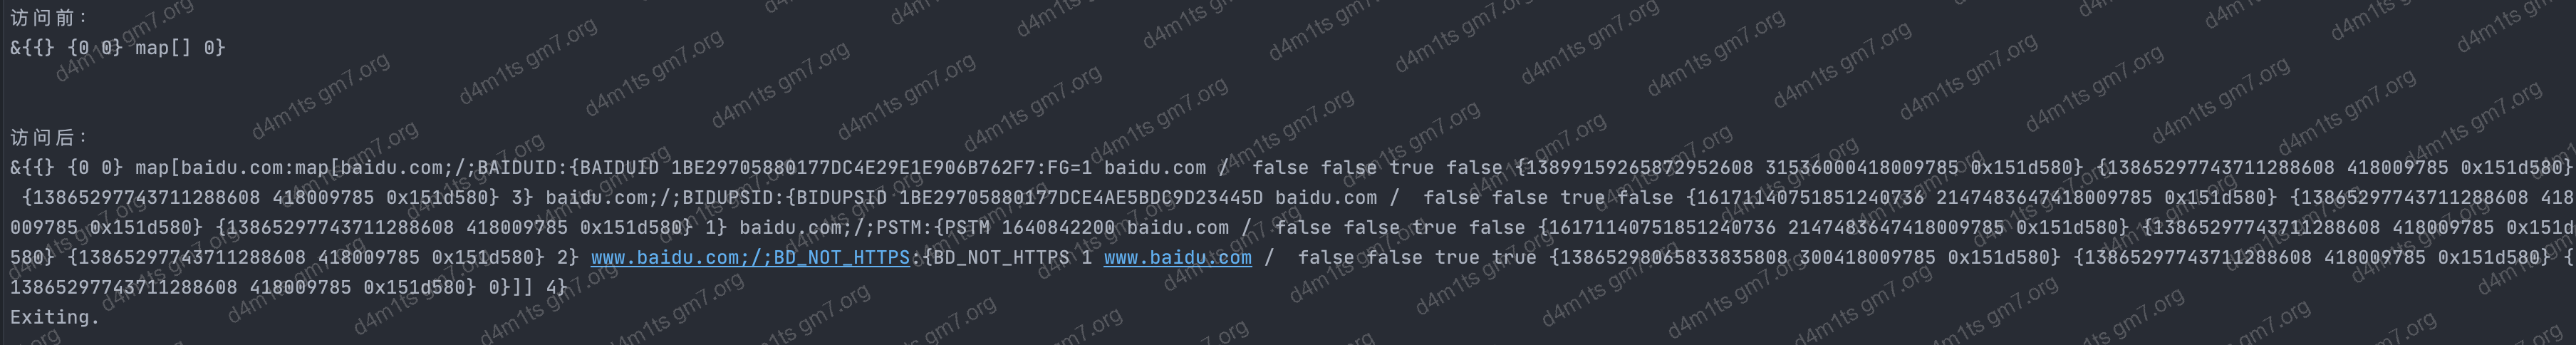 访问前：
&{{} {0 0} map[] 0}
访问后：
&{{} {0 0} map[baidu.com:map[baidu.com;/;BAIDUID:{BAIDUID 1BE29705880177DC4E29E1E906B762F7:FG=1 baidu.com /  false false true false {13899159265872952608 315360000418009785 0x151d580} {13865297743711288608 418009785 0x151d580}
{13865297743711288608 418009785 0x151d580} 3} baidu.com;/;BIDUPSID:{BIDUPSID 1BE29705880177DCE4AE5BDC9D23445D baidu.com /  false false true false {16171140751851240736 2147483647418009785 0x151d580} {13865297743711288608 418
009785 0x151d580} {13865297743711288608 418009785 0x151d580} 1} baidu.com;/;PSTM:{PSTM 1640842200 baidu.com /  false false true false {16171140751851240736 2147483647418009785 0x151d580} {13865297743711288608 418009785 0x151d
580} {13865297743711288608 418009785 0x151d580} 2} www.baidu.com;/;BD_NOT_HTTPS:{BD_NOT_HTTPS 1 www.baidu.com /  false false true true {13865298065833835808 300418009785 0x151d580} {13865297743711288608 418009785 0x151d580} {
13865297743711288608 418009785 0x151d580} 0}]] 4}
Exiting.
d4m1ts gm7.org